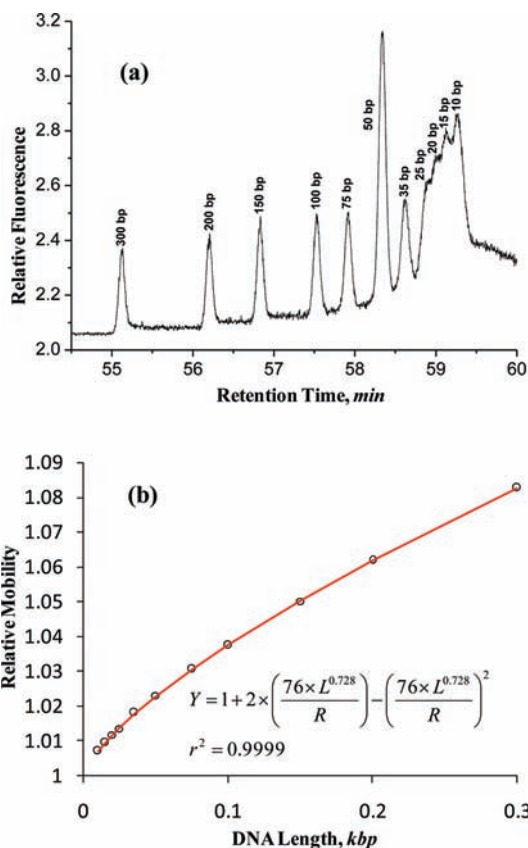 (a)
3.2
3.0
2.8
2.6
2.4
2.2
2.0
Relative Fluorescence
300 bp
200 bp
150 bp
100 bp
75 bp
50 bp
35 bp
25 bp
20 bp
15 bp
10 bp
55 56 57 58 59 60
Retention Time, min
(b)
1.09
1.08
1.07
1.06
1.05
1.04
1.03
1.02
1.01
1
Relative Mobility
Y = 1 + 2 × (76 × L^0.728 / R) − (76 × L^0.728 / R)^2
r^2 = 0.9999
0 0.1 0.2 0.3
DNA Length, kbp